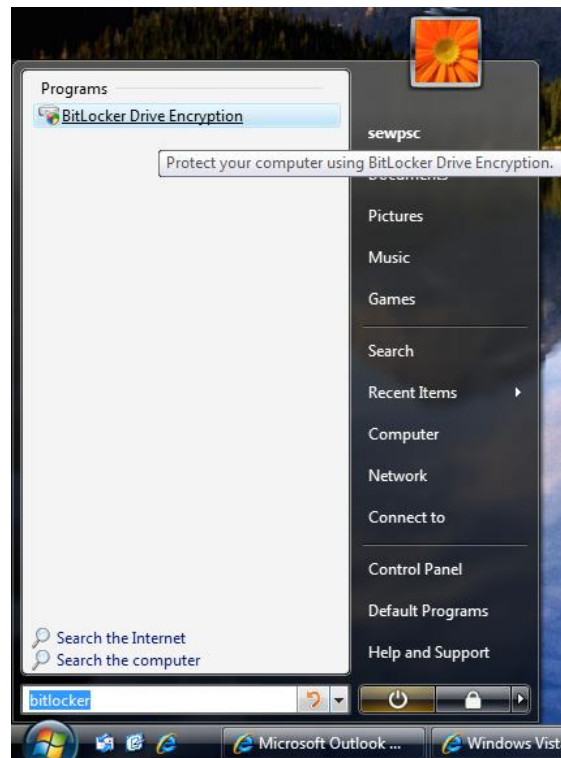 Programs
BitLocker Drive Encryption
sewpsc
Protect your computer using BitLocker Drive Encryption.
Documents
Pictures
Music
Games
Search
Recent Items
Computer
Network
Connect to
Control Panel
Default Programs
Help and Support
Search the Internet
Search the computer
bitlocker
Microsoft Outlook ...
Windows Vist